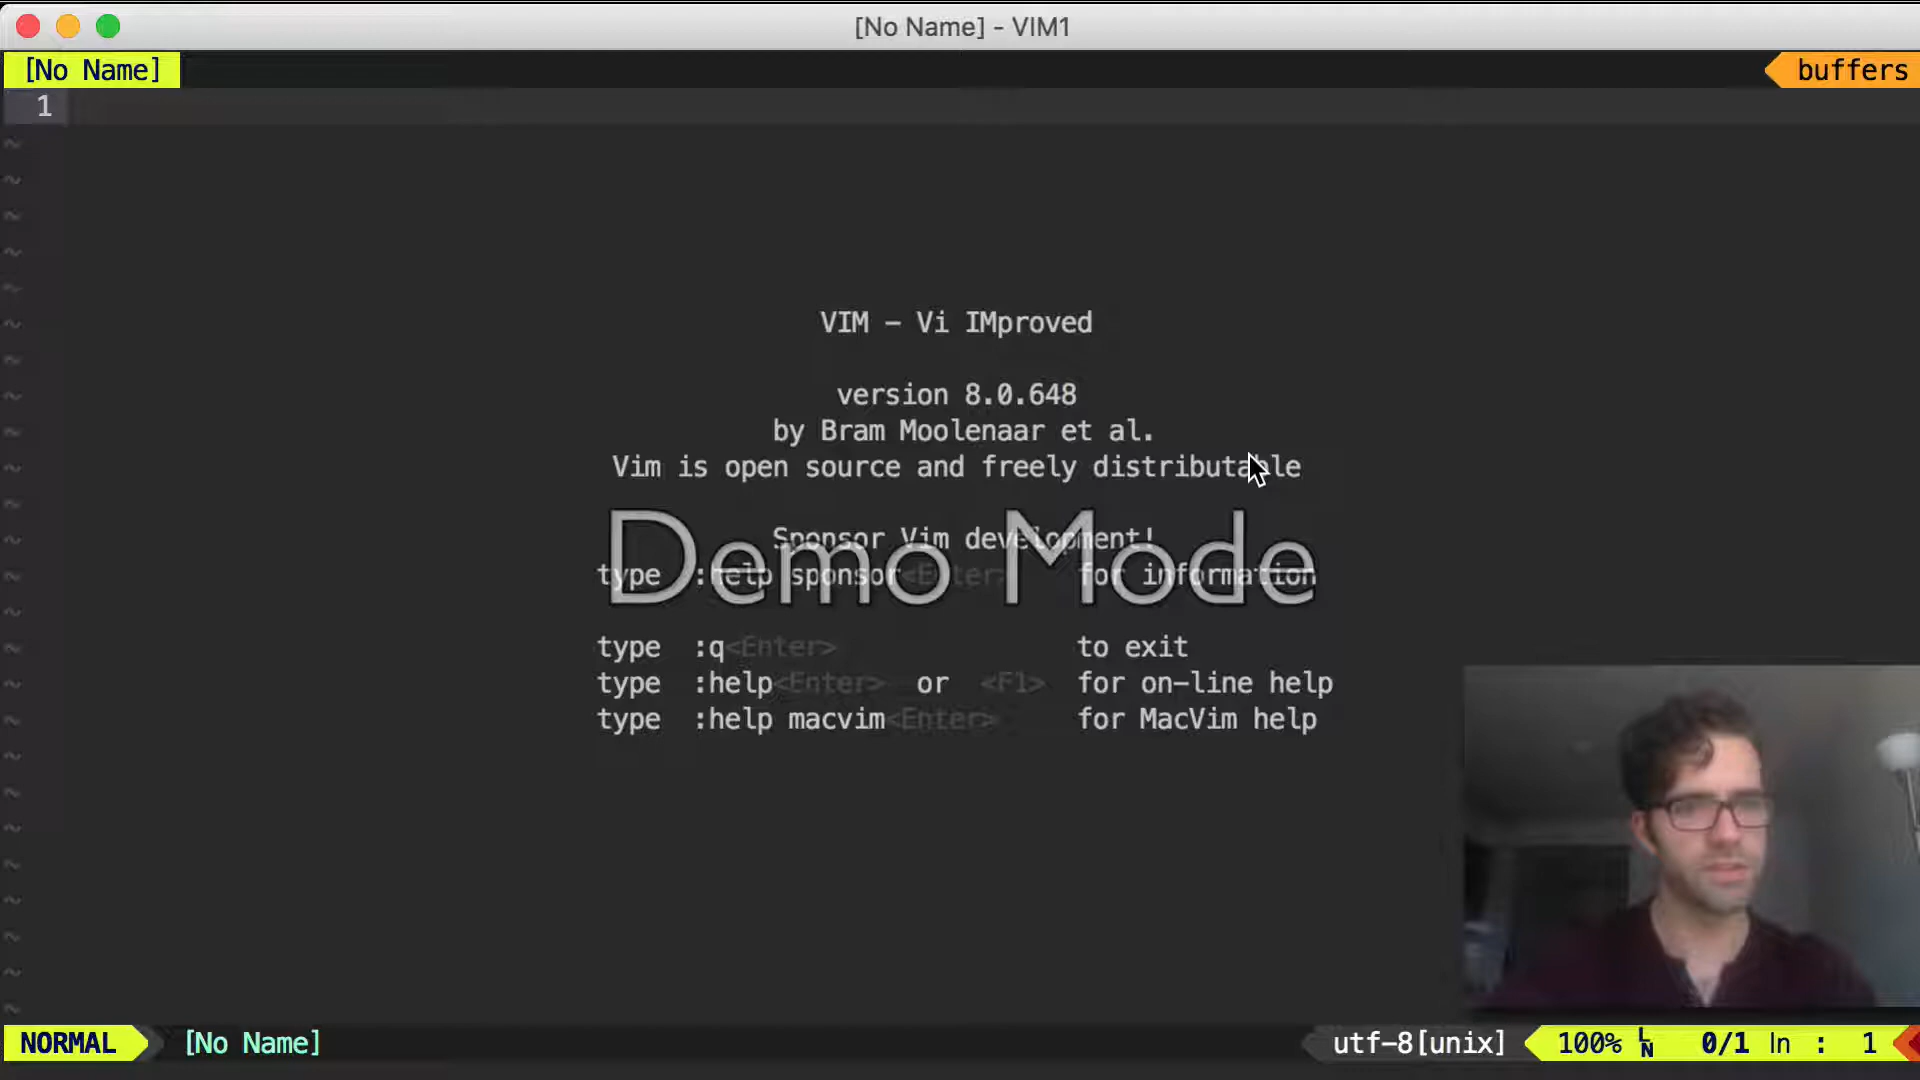 [No Name] - VIM1
[No Name] buffers
1
~
~
~
~
~
~
VIM - Vi IMproved
~
~
version 8.0.648
~
by Bram Moolenaar et al.
~
Vim is open source and freely distributable
~
~
Sponsor Vim development!
~
type :help sponsor<Enter> for information
Demo Mode
~
~
type :q<Enter> to exit
~
type :help<Enter> or <F1> for on-line help
~
type :help macvim<Enter> for MacVim help
~
~
~
~
~
~
~
~
NORMAL [No Name] utf-8[unix] 100% LN 0/1 ln : 1